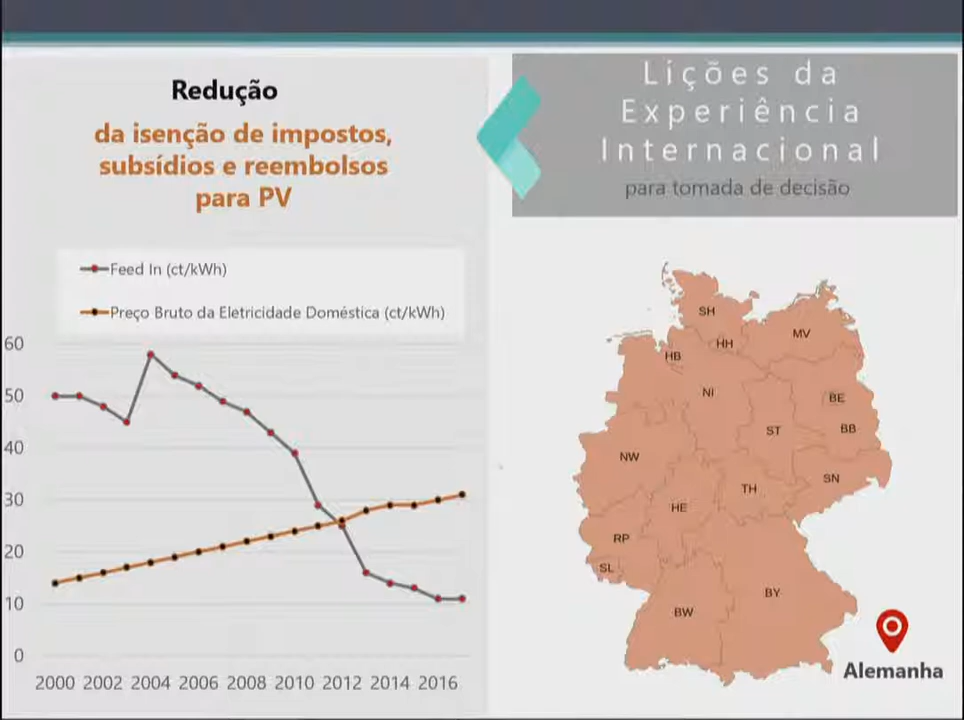 Redução
da isenção de impostos,
subsídios e reembolsos
para PV
Lições da
Experiência
Internacional
para tomada de decisão
Feed In (ct/kWh)
Preço Bruto da Eletricidade Doméstica (ct/kWh)
60
50
40
30
20
10
0
2000 2002 2004 2006 2008 2010 2012 2014 2016
SH
MV
HH
HB
NI
BE
BB
ST
NW
SN
TH
HE
RP
SL
BY
BW
Alemanha